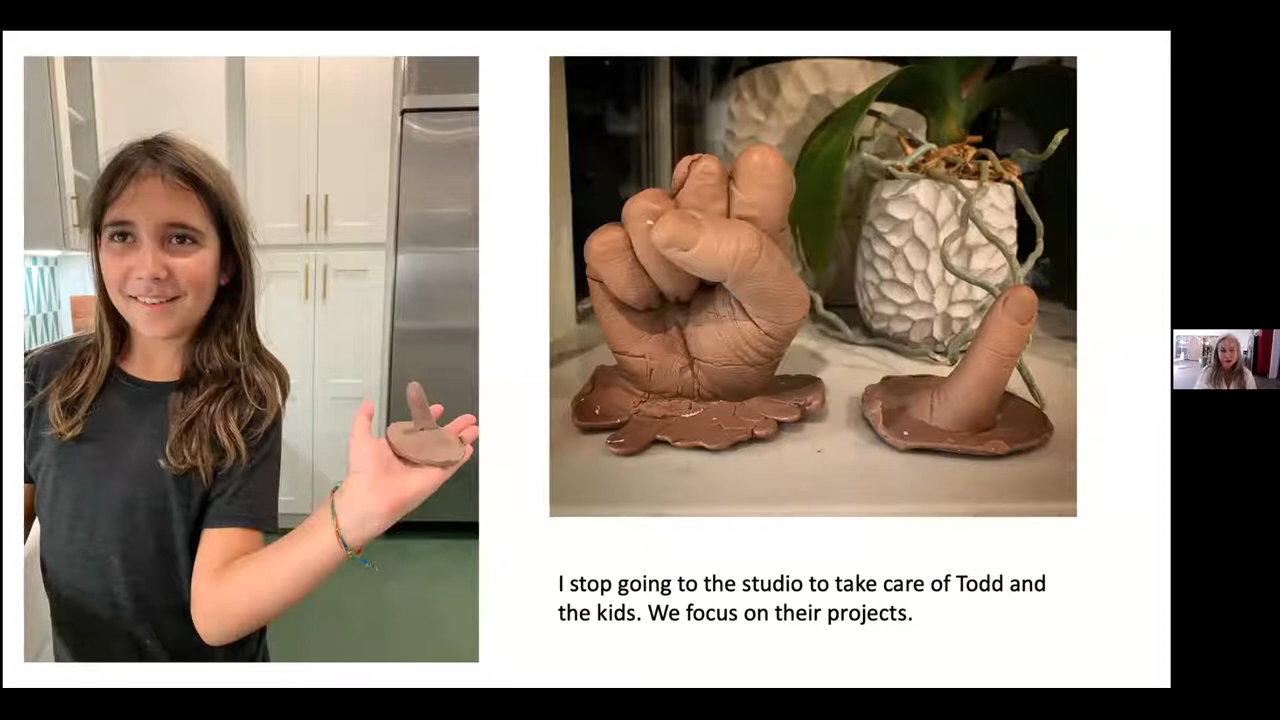 I stop going to the studio to take care of Todd and
the kids. We focus on their projects.